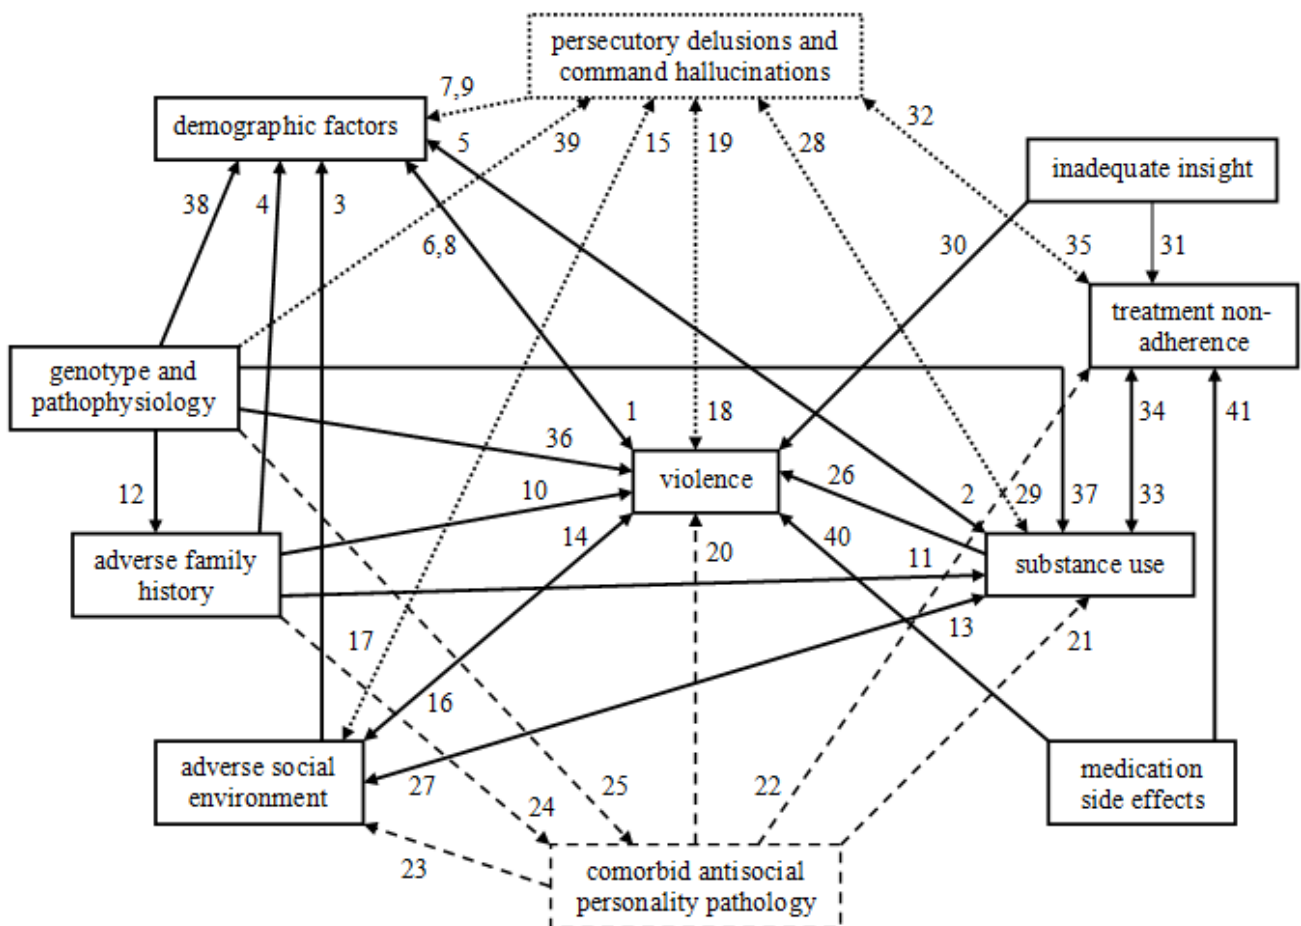 persecutory delusions and
command hallucinations
7,9
demographic factors
5
39
15
19
28
32
inadequate insight
38
4
3
6,8
30
35
31
treatment non-
adherence
genotype and
pathophysiology
1
18
34
41
36
violence
26
12
10
2
29
37
33
14
20
40
adverse family
history
11
substance use
17
13
21
16
adverse social
environment
27
24
25
22
medication
side effects
23
comorbid antisocial
personality pathology